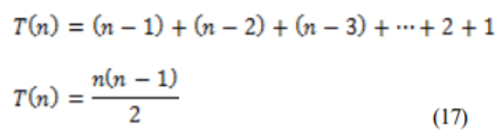 T(n) = (n − 1) + (n − 2) + (n − 3) + ⋯ + 2 + 1
T(n) = n(n − 1) / 2 (17)